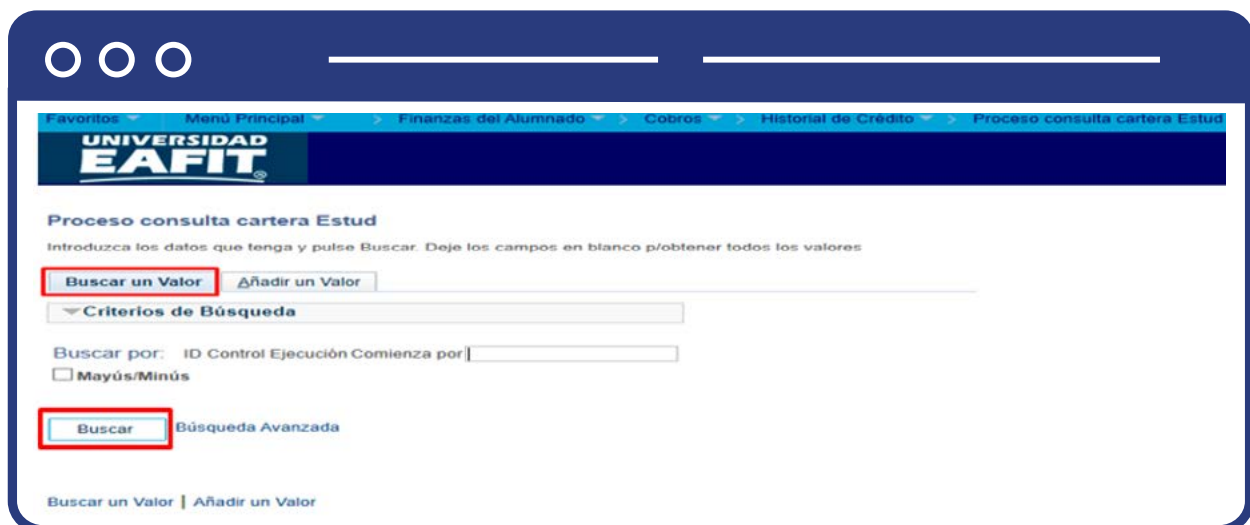 Favoritos Menú Principal > Finanzas del Alumnado > Cobros > Historial de Crédito > Proceso consulta cartera Estud
UNIVERSIDAD
EAFIT®
Proceso consulta cartera Estud
Introduzca los datos que tenga y pulse Buscar. Deje los campos en blanco p/obtener todos los valores
Buscar un Valor Añadir un Valor
Criterios de Búsqueda
Buscar por: ID Control Ejecución Comienza por
Mayús/Minús
Buscar Búsqueda Avanzada
Buscar un Valor | Añadir un Valor